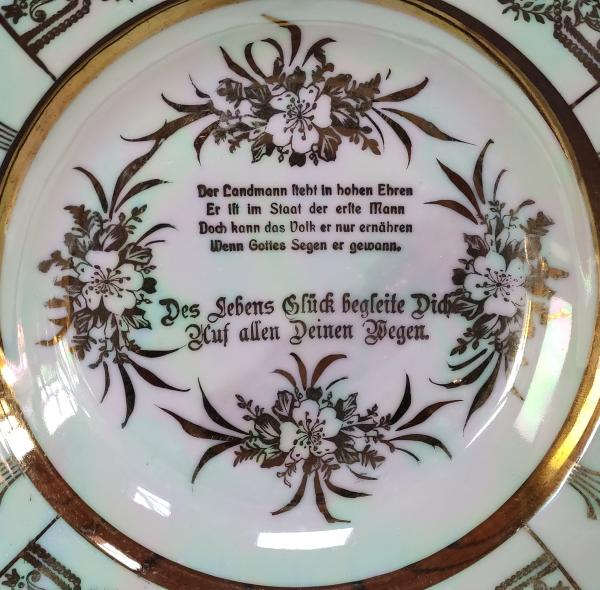 Der Landmann steht in hohen Ehren
Er ist im Staat der erste Mann
Doch kann das Volk er nur ernähren
Wenn Gottes Segen er gewann.
Des Lebens Glück begleite Dich
Auf allen Deinen Wegen.